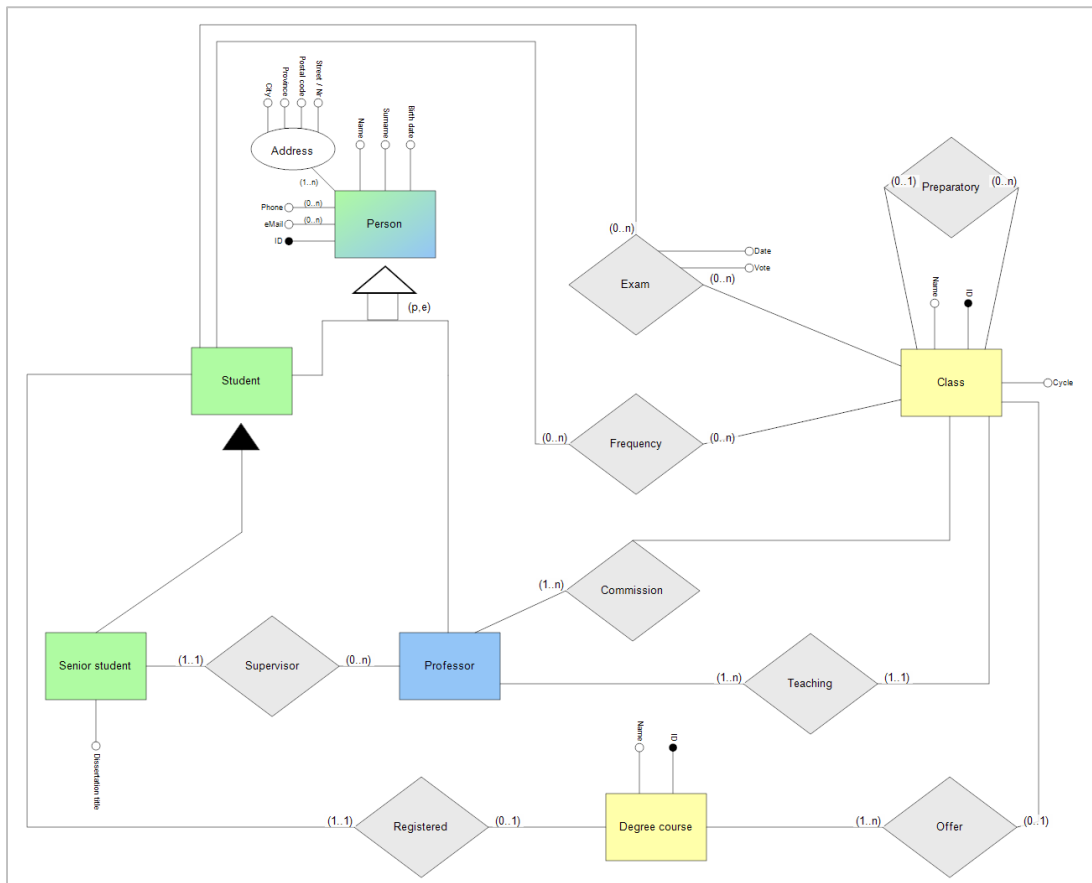 City
Province
Postal code
Street / Nr
Address
Name
Surname
Birth date
(1..n)
Phone
(0..n)
eMail
(0..n)
ID
Person
(p,e)
(0..1)
Preparatory
(0..n)
(0..n)
Date
Vote
Exam
(0..n)
Name
ID
Student
Class
Cycle
(0..n)
Frequency
(0..n)
(1..n)
Commission
Senior student
(1..1)
Supervisor
(0..n)
Professor
(1..n)
Teaching
(1..1)
Name
ID
Dissertation title
(1..1)
Registered
(0..1)
Degree course
(1..n)
Offer
(0..1)